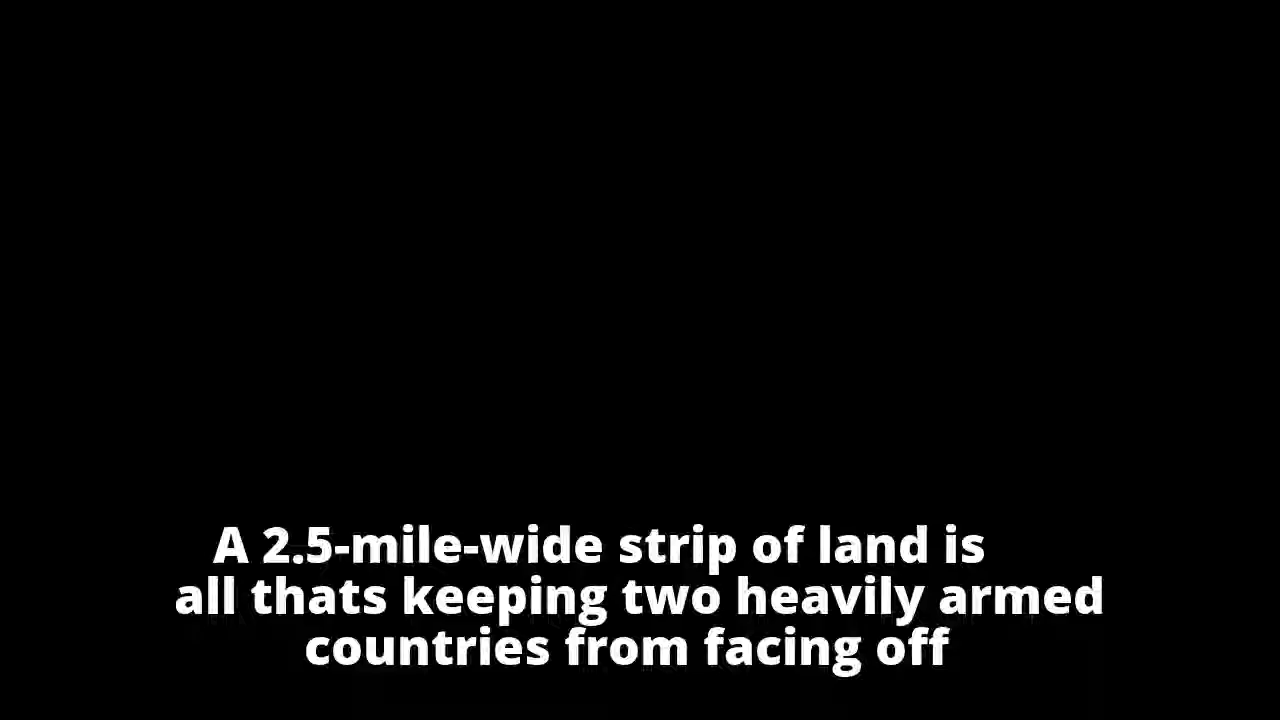 A 2.5-mile-wide strip of land is
all thats keeping two heavily armed
countries from facing off